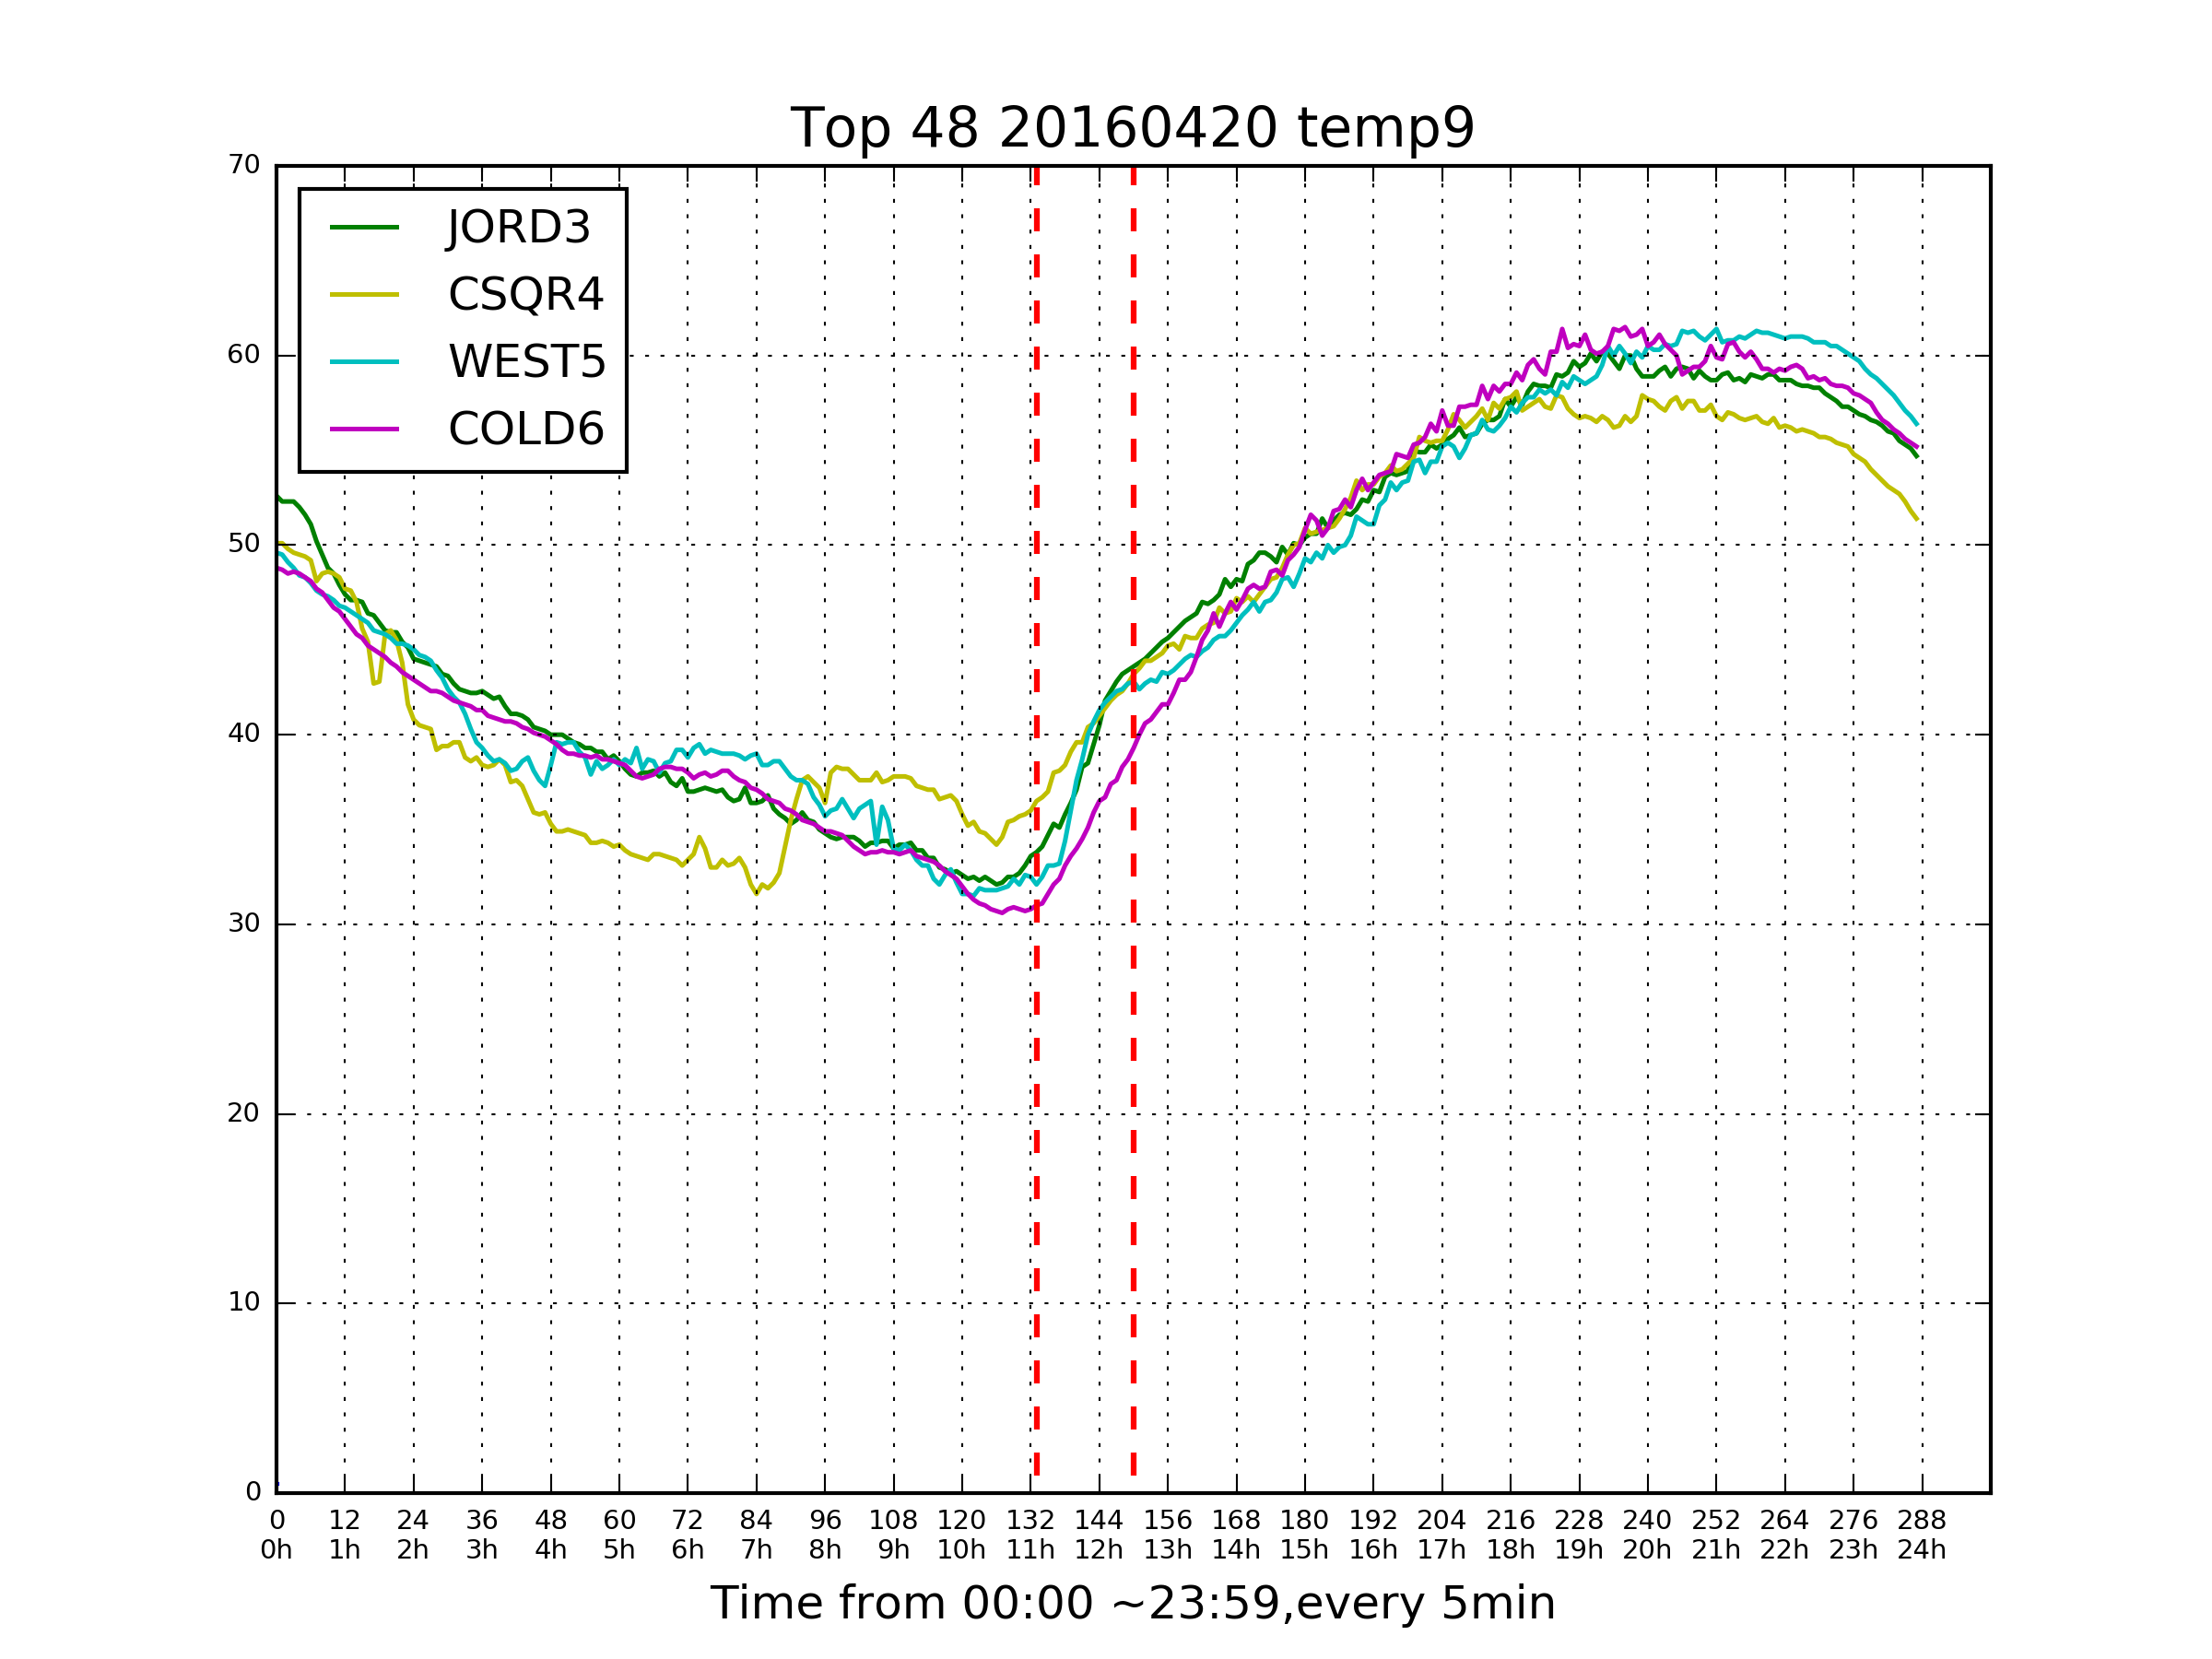 Top 48 20160420 temp9
70
60
50
40
30
20
10
0
JORD3
CSQR4
WEST5
COLD6
0 12 24 36 48 60 72 84 96 108 120 132 144 156 168 180 192 204 216 228 240 252 264 276 288
0h 1h 2h 3h 4h 5h 6h 7h 8h 9h 10h 11h 12h 13h 14h 15h 16h 17h 18h 19h 20h 21h 22h 23h 24h
Time from 00:00 ~23:59,every 5min